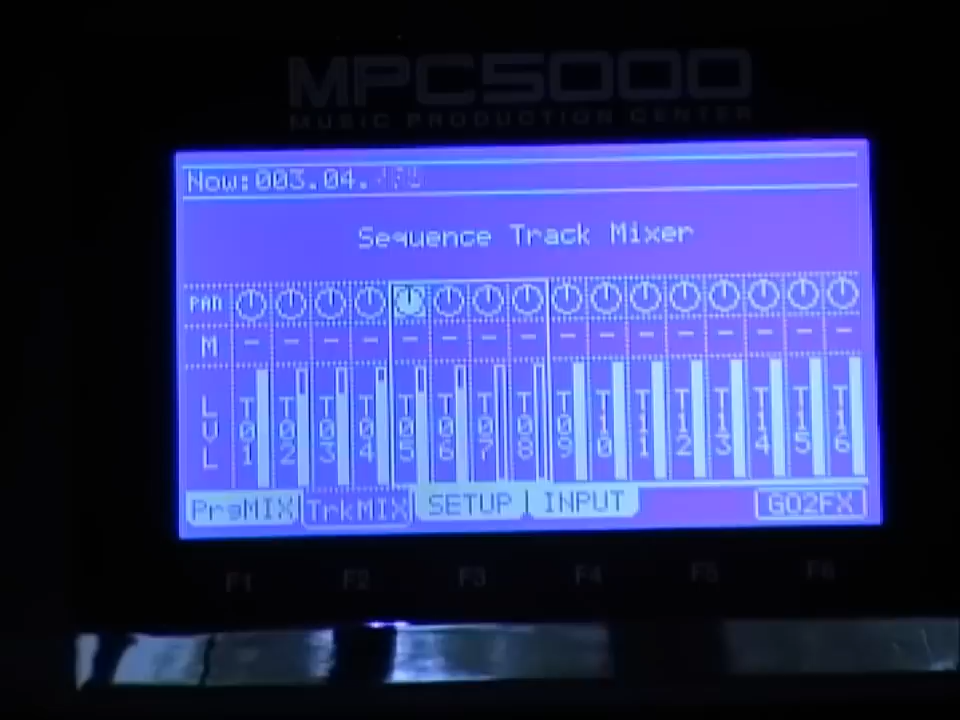 MPC5000
MUSIC PRODUCTION CENTER
Now:003.04.
Sequence Track Mixer
PAN
M
LVL T01 T02 T03 T04 T05 T06 T07 T08 T09 T10 T11 T12 T13 T14 T15 T16
PrgMIX TrkMIX SETUP INPUT GO2FX
F1 F2 F3 F4 F5 F6